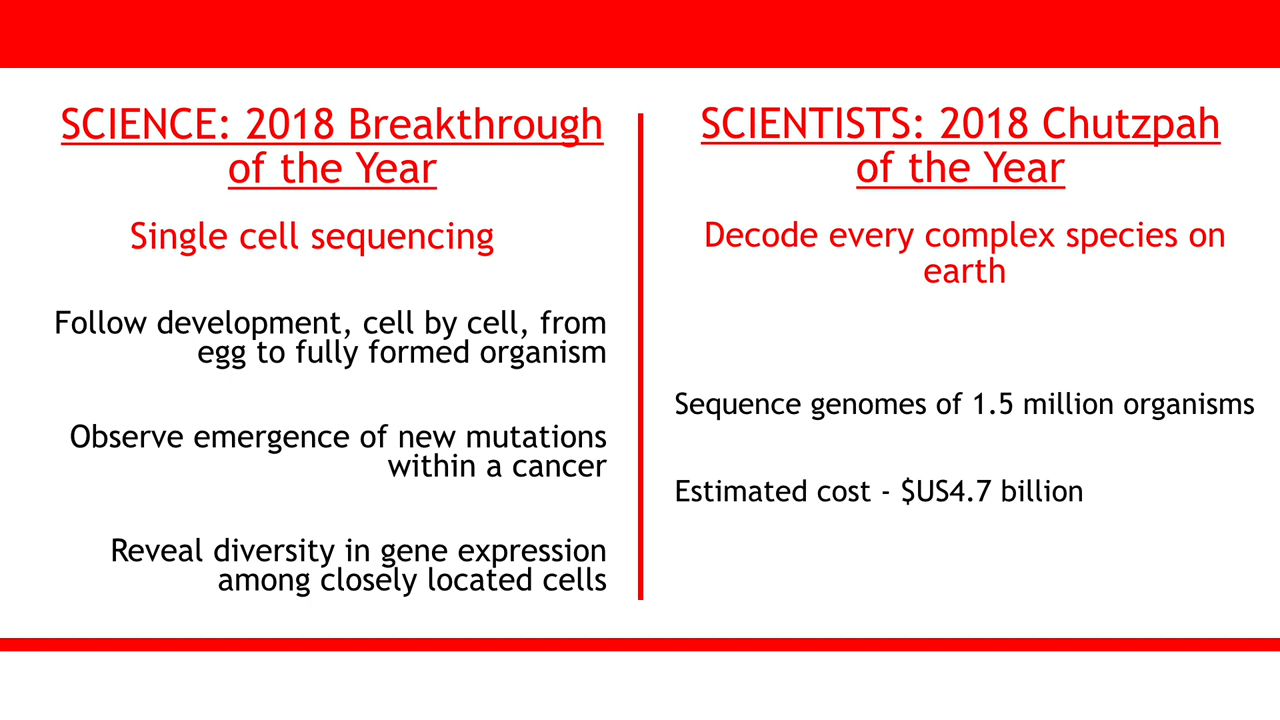 SCIENCE: 2018 Breakthrough
of the Year
Single cell sequencing
Follow development, cell by cell, from
egg to fully formed organism
Observe emergence of new mutations
within a cancer
Reveal diversity in gene expression
among closely located cells
SCIENTISTS: 2018 Chutzpah
of the Year
Decode every complex species on
earth
Sequence genomes of 1.5 million organisms
Estimated cost - $US4.7 billion